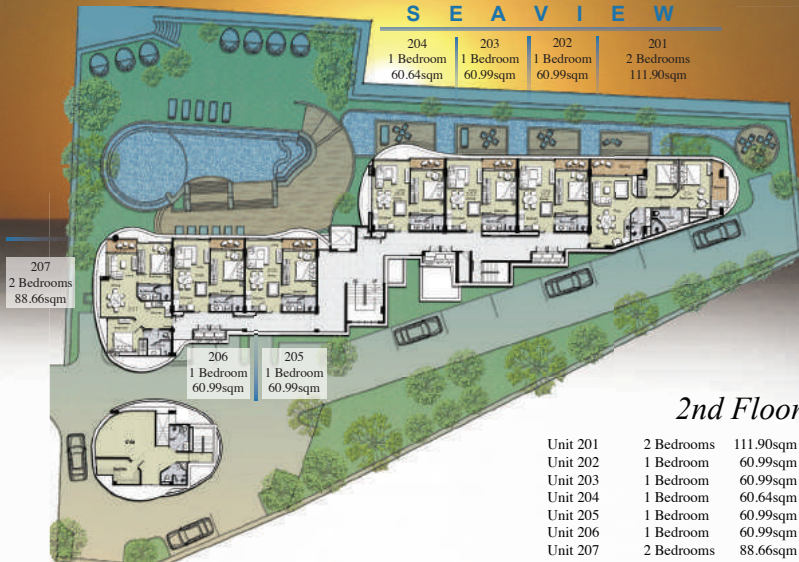 SEAVIEW
204
1 Bedroom
60.64sqm
203
1 Bedroom
60.99sqm
202
1 Bedroom
60.99sqm
201
2 Bedrooms
111.90sqm
207
2 Bedrooms
88.66sqm
206
1 Bedroom
60.99sqm
205
1 Bedroom
60.99sqm
2nd Floor
Unit 201 2 Bedrooms 111.90sqm
Unit 202 1 Bedroom 60.99sqm
Unit 203 1 Bedroom 60.99sqm
Unit 204 1 Bedroom 60.64sqm
Unit 205 1 Bedroom 60.99sqm
Unit 206 1 Bedroom 60.99sqm
Unit 207 2 Bedrooms 88.66sqm